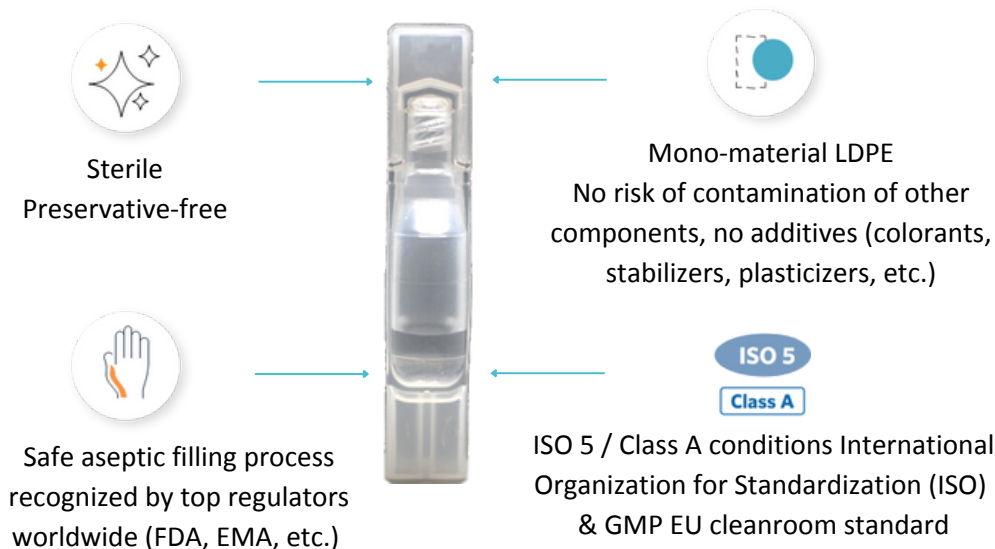 Sterile
Preservative-free
Mono-material LDPE
No risk of contamination of other
components, no additives (colorants,
stabilizers, plasticizers, etc.)
Safe aseptic filling process
recognized by top regulators
worldwide (FDA, EMA, etc.)
ISO 5
Class A
ISO 5 / Class A conditions International
Organization for Standardization (ISO)
& GMP EU cleanroom standard